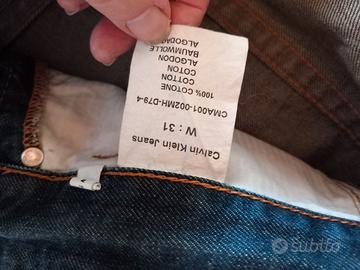 Calvin Klein Jeans
W : 31
CMA001-002MH-D79-4
100% COTONE
COTTON
COTON
ALGODON
BAUMWOLLE
ALGODAO
subito